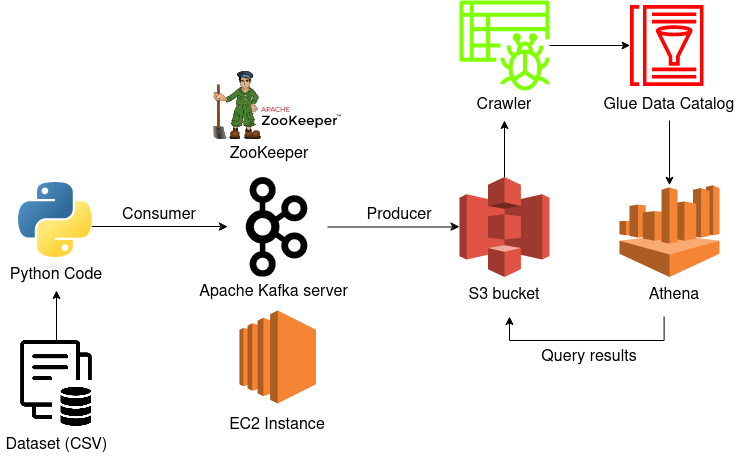 Crawler
Glue Data Catalog
APACHE
ZooKeeper™
ZooKeeper
Consumer
Producer
Python Code
Apache Kafka server
S3 bucket
Athena
Query results
EC2 Instance
Dataset (CSV)